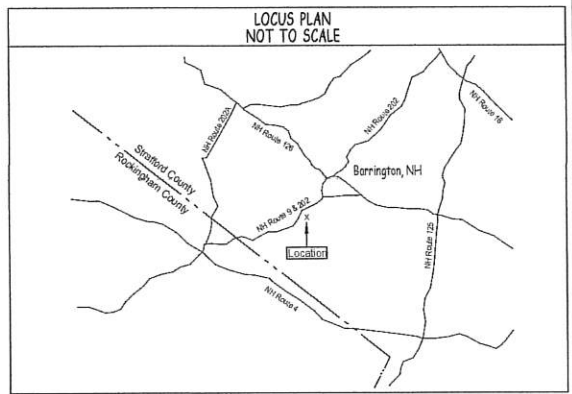 LOCUS PLAN
NOT TO SCALE
NH Route 202A
NH Route 126
NH Route 202
NH Route 16
Strafford County
Rockingham County
Barrington, NH
NH Route 9 & 202
X
Location
NH Route 125
NH Route 4